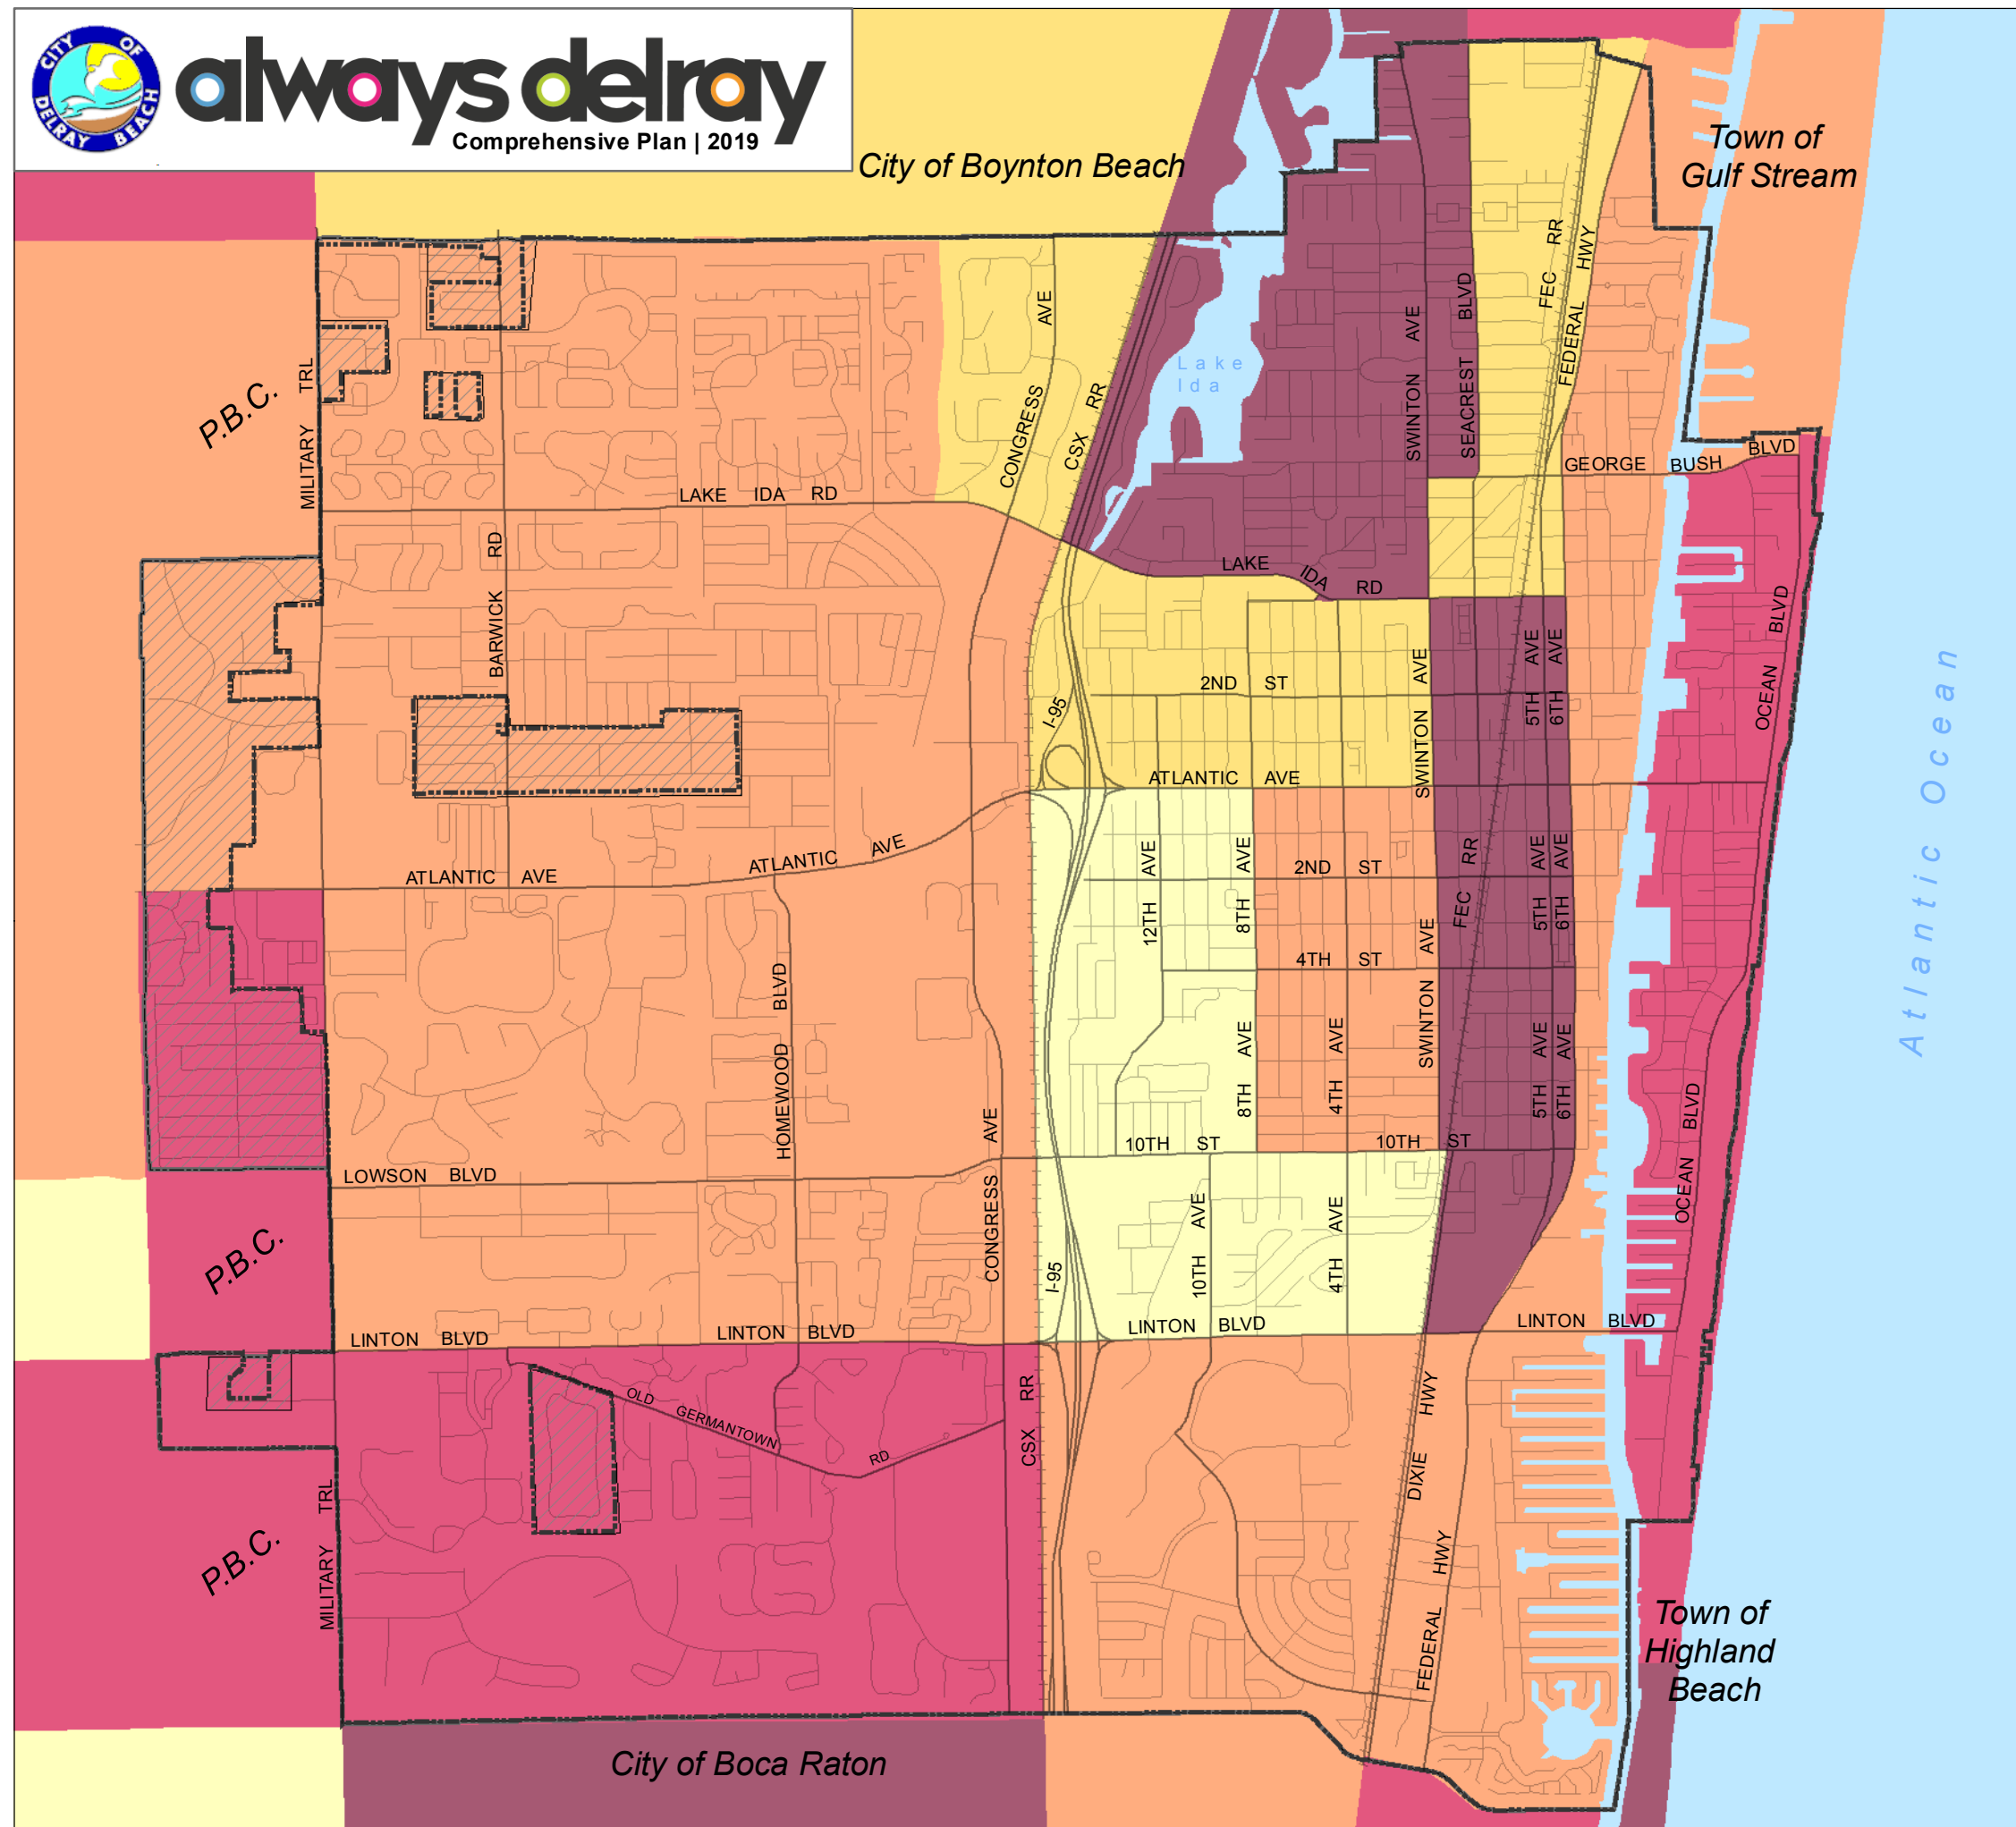 CITY OF
DELRAY BEACH
always delray
Comprehensive Plan | 2019
City of Boynton Beach
Town of
Gulf Stream
P.B.C.
MILITARY TRL
LAKE IDA RD
CONGRESS AVE
CSX RR
Lake
Ida
SWINTON AVE
SEACREST BLVD
FEC RR
FEDERAL HWY
GEORGE BUSH BLVD
BARWICK RD
LAKE IDA RD
2ND ST
I-95
SWINTON AVE
5TH AVE
6TH AVE
OCEAN BLVD
Atlantic Ocean
ATLANTIC AVE
ATLANTIC AVE
ATLANTIC AVE
12TH AVE
8TH AVE
2ND ST
FEC RR
5TH AVE
6TH AVE
4TH ST
HOMEWOOD BLVD
CONGRESS AVE
8TH AVE
4TH AVE
SWINTON AVE
5TH AVE
6TH AVE
OCEAN BLVD
10TH ST
10TH ST
LOWSON BLVD
P.B.C.
I-95
10TH AVE
4TH AVE
LINTON BLVD
LINTON BLVD
LINTON BLVD
LINTON BLVD
OLD GERMANTOWN RD
CSX RR
DIXIE HWY
FEDERAL HWY
P.B.C.
MILITARY TRL
Town of
Highland
Beach
City of Boca Raton